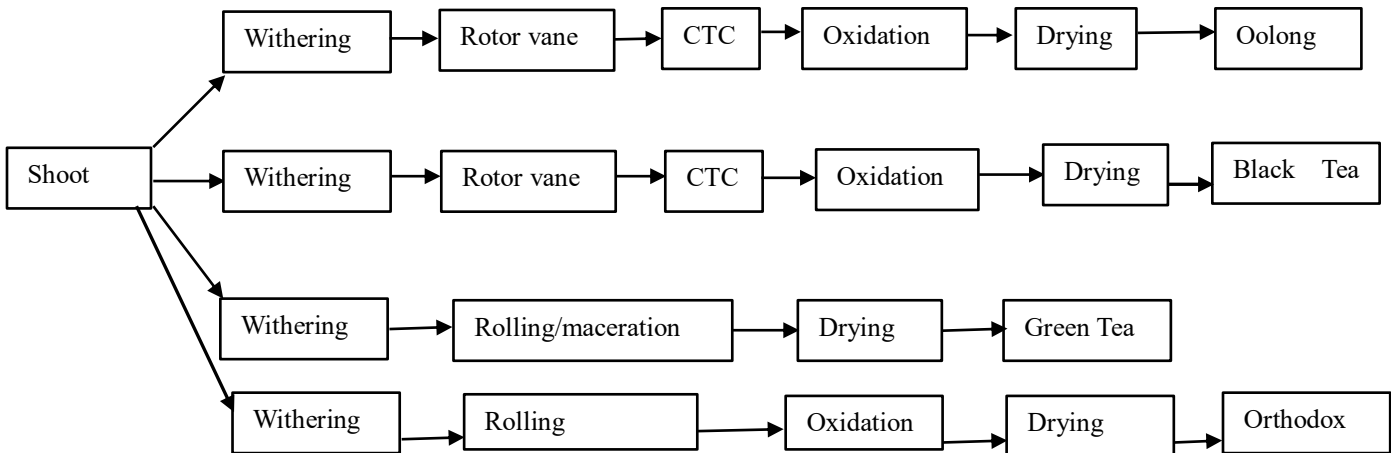 Withering Rotor vane CTC Oxidation Drying Oolong
Shoot Withering Rotor vane CTC Oxidation Drying Black Tea
Withering Rolling/maceration Drying Green Tea
Withering Rolling Oxidation Drying Orthodox